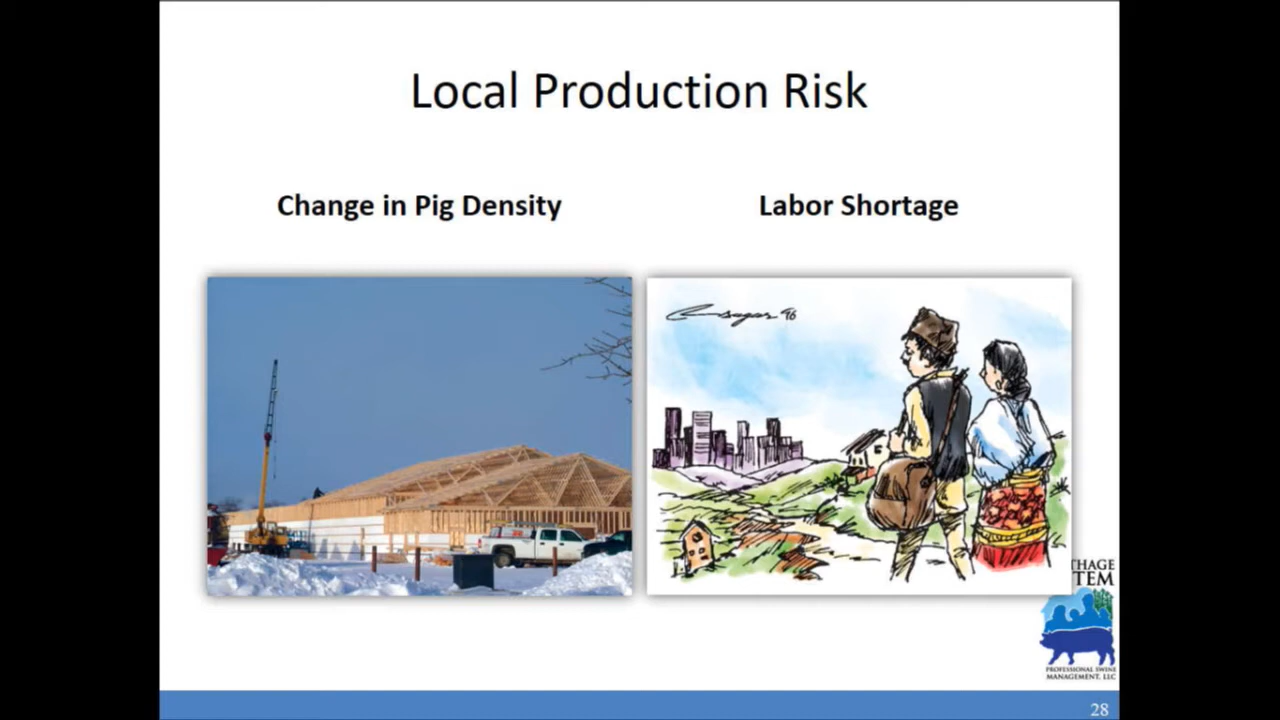 Local Production Risk
Change in Pig Density
Labor Shortage
THAGE
TEM
PROFESSIONAL SWINE
MANAGEMENT, LLC
28